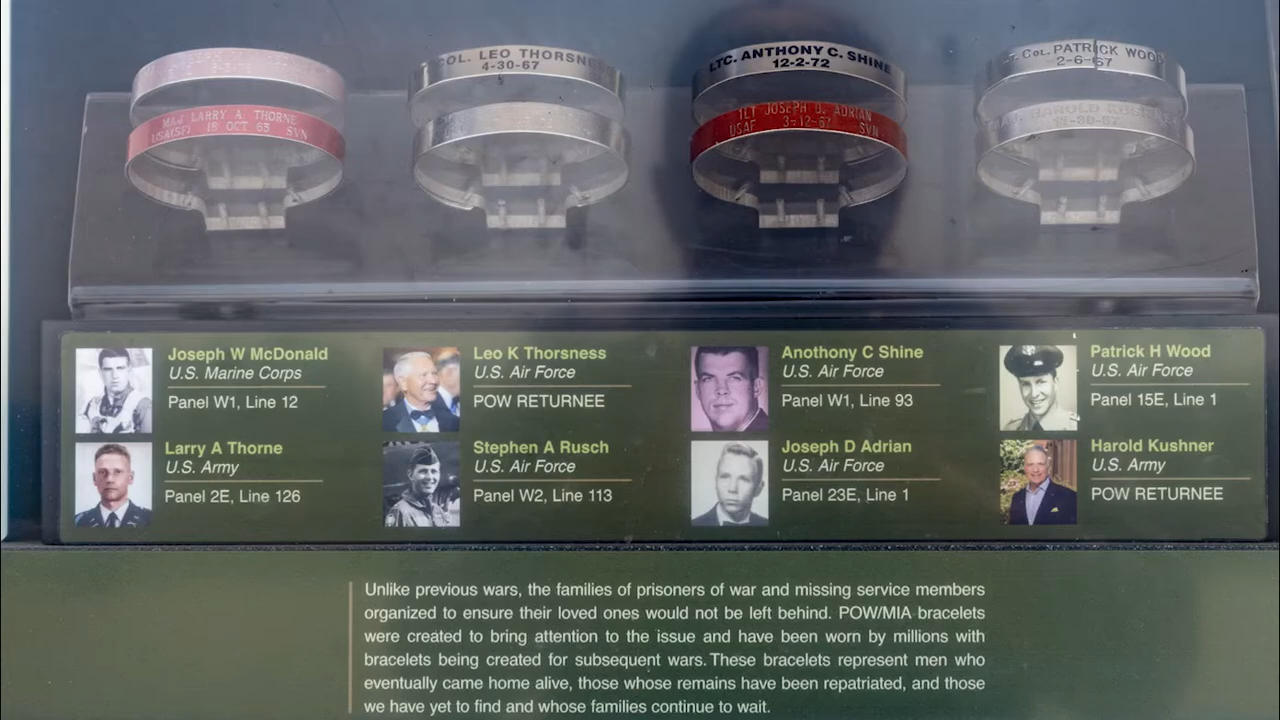 MAJ LARRY A. THORNE
USA(SF) 18 OCT 65 SVN
COL. LEO THORSNE
4-30-67
LTC. ANTHONY C. SHINE
12-2-72
1LT JOSEPH D. ADRIAN
USAF 3-12-67 SVN
LT. COL. PATRICK WOOD
2-6-67
HAROLD KUSHNER
Joseph W McDonald
U.S. Marine Corps
Panel W1, Line 12
Larry A Thorne
U.S. Army
Panel 2E, Line 126
Leo K Thorsness
U.S. Air Force
POW RETURNEE
Stephen A Rusch
U.S. Air Force
Panel W2, Line 113
Anothony C Shine
U.S. Air Force
Panel W1, Line 93
Joseph D Adrian
U.S. Air Force
Panel 23E, Line 1
Patrick H Wood
U.S. Air Force
Panel 15E, Line 1
Harold Kushner
U.S. Army
POW RETURNEE
Unlike previous wars, the families of prisoners of war and missing service members
organized to ensure their loved ones would not be left behind. POW/MIA bracelets
were created to bring attention to the issue and have been worn by millions with
bracelets being created for subsequent wars. These bracelets represent men who
eventually came home alive, those whose remains have been repatriated, and those
we have yet to find and whose families continue to wait.